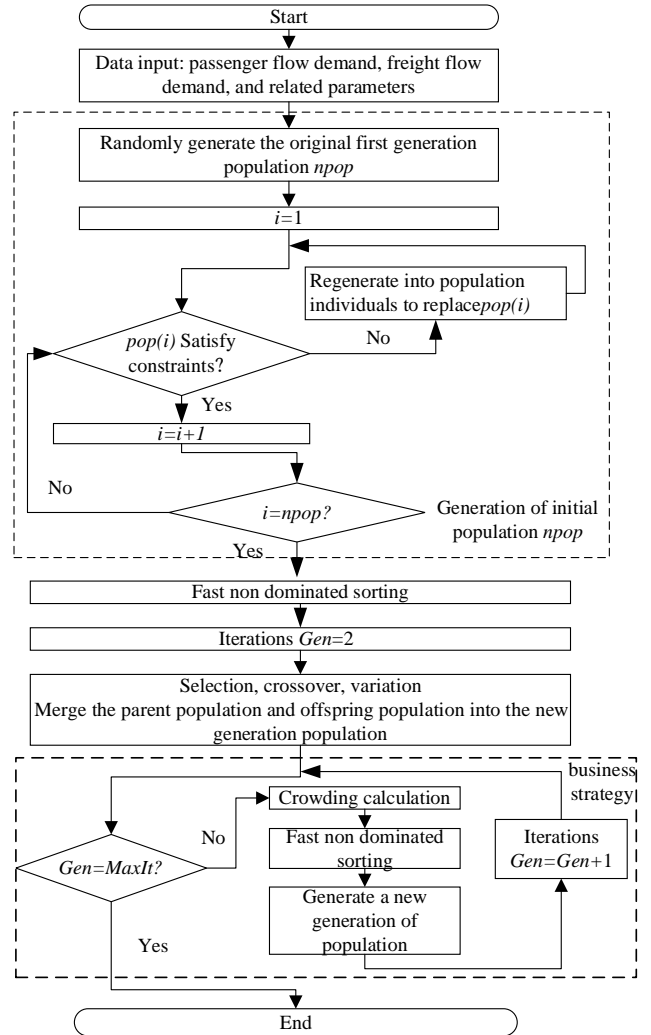 Start
Data input: passenger flow demand, freight flow
demand, and related parameters
Randomly generate the original first generation
population npop
i=1
Regenerate into population
individuals to replacepop(i)
pop(i) Satisfy
constraints?
No
Yes
i=i+1
No
i=npop?
Generation of initial
population npop
Yes
Fast non dominated sorting
Iterations Gen=2
Selection, crossover, variation
Merge the parent population and offspring population into the new
generation population
business
strategy
Crowding calculation
No
Fast non dominated
sorting
Iterations
Gen=Gen+1
Gen=MaxIt?
Generate a new
generation of
population
Yes
End